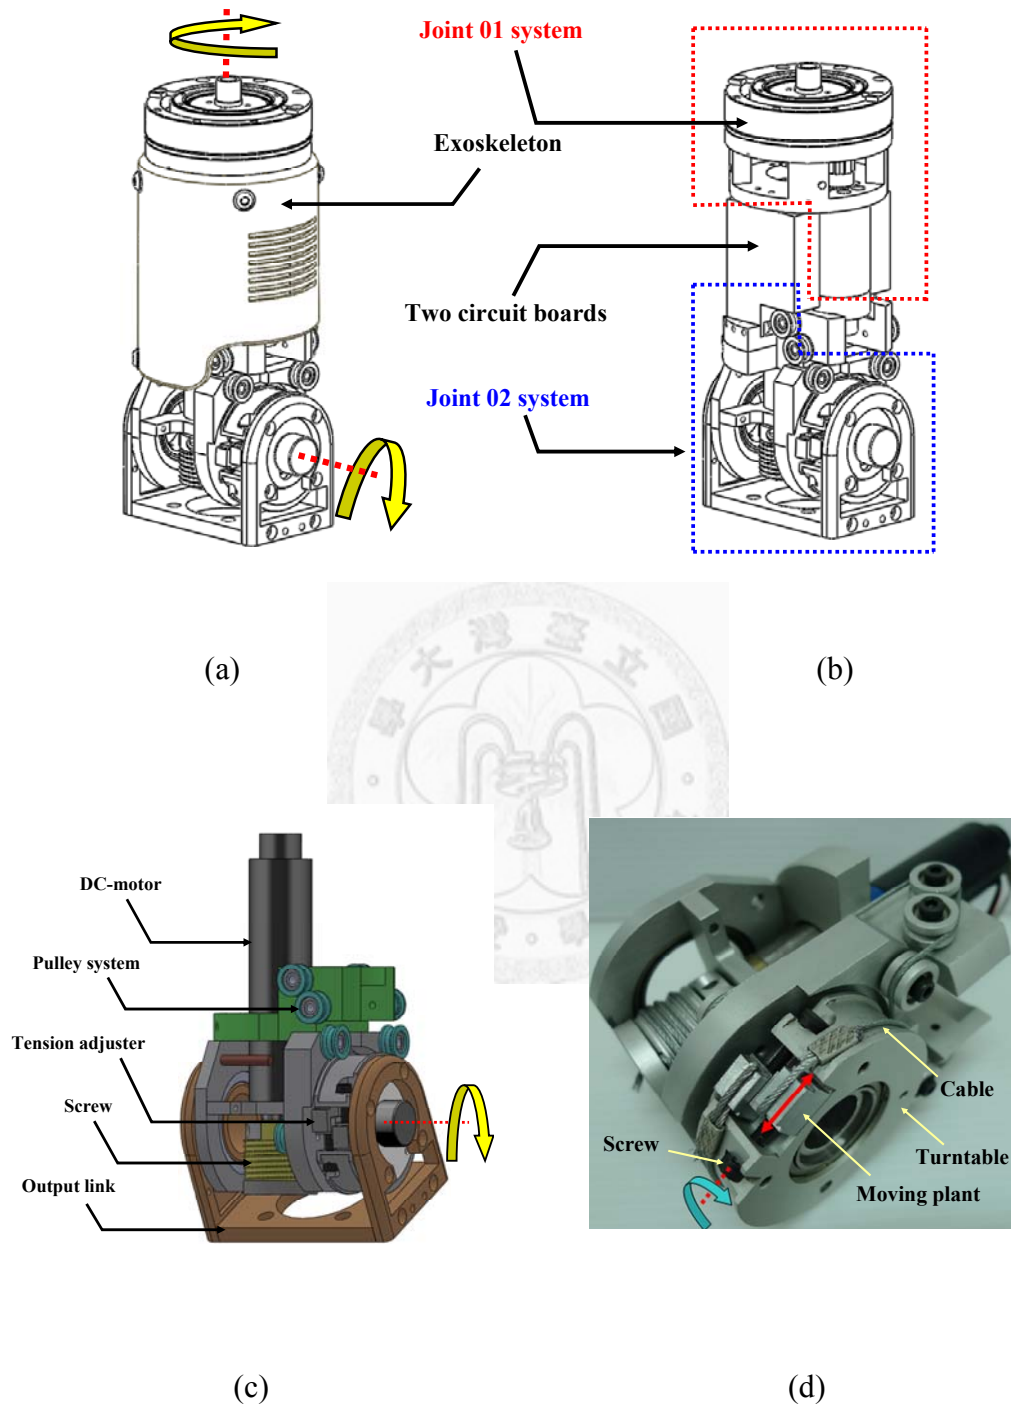 Joint 01 system
Exoskeleton
Two circuit boards
Joint 02 system
(a)
(b)
DC-motor
Pulley system
Tension adjuster
Screw
Output link
Cable
Screw
Turntable
Moving plant
(c)
(d)